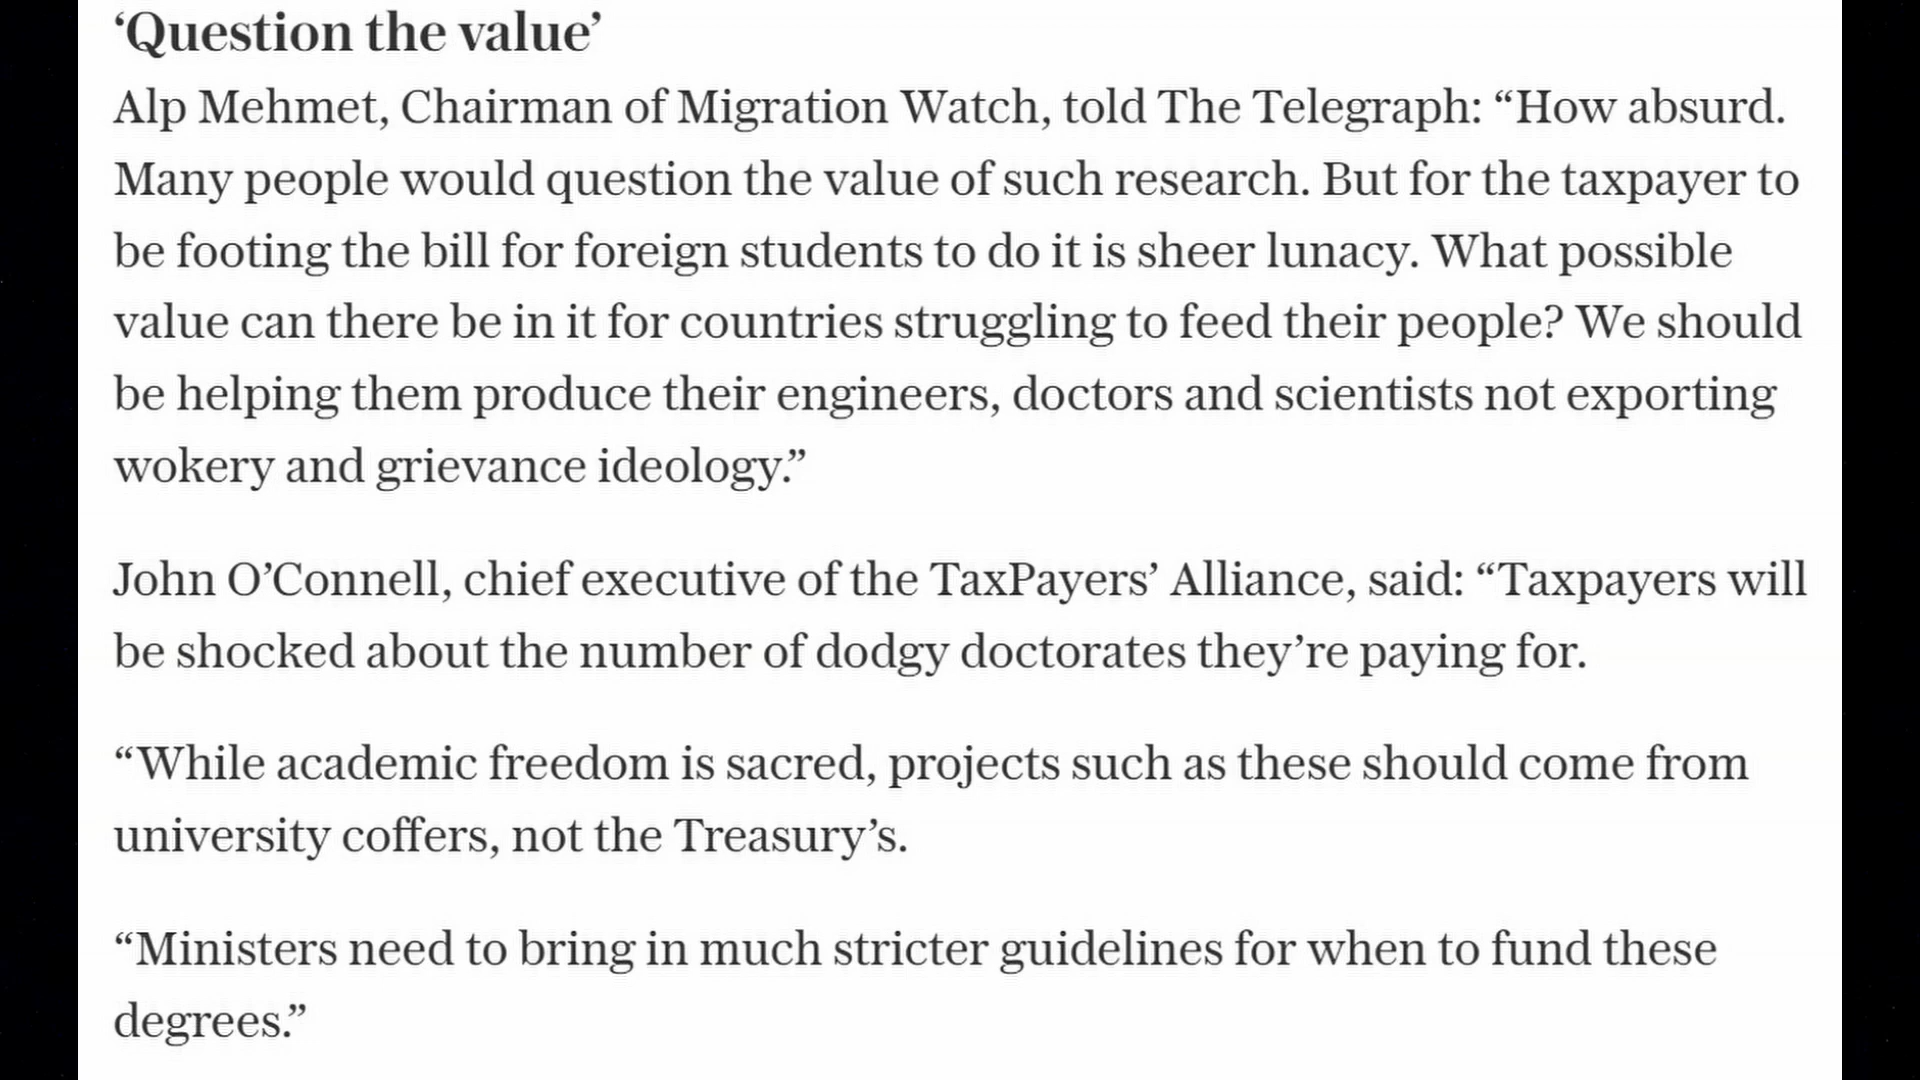 ‘Question the value’
Alp Mehmet, Chairman of Migration Watch, told The Telegraph: “How absurd.
Many people would question the value of such research. But for the taxpayer to
be footing the bill for foreign students to do it is sheer lunacy. What possible
value can there be in it for countries struggling to feed their people? We should
be helping them produce their engineers, doctors and scientists not exporting
wokery and grievance ideology.”
John O’Connell, chief executive of the TaxPayers’ Alliance, said: “Taxpayers will
be shocked about the number of dodgy doctorates they’re paying for.
“While academic freedom is sacred, projects such as these should come from
university coffers, not the Treasury’s.
“Ministers need to bring in much stricter guidelines for when to fund these
degrees.”